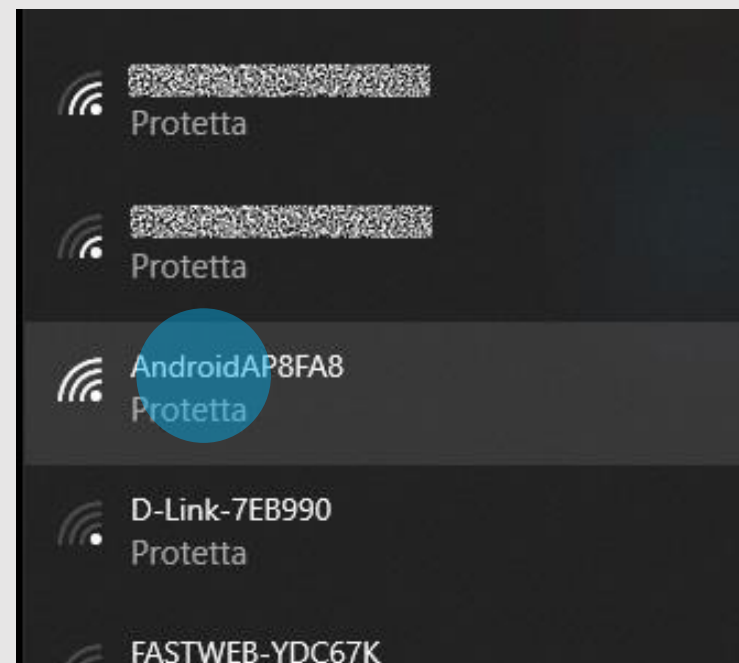 Protetta
Protetta
AndroidAP8FA8
Protetta
D-Link-7EB990
Protetta
FASTWEB-YDC67K